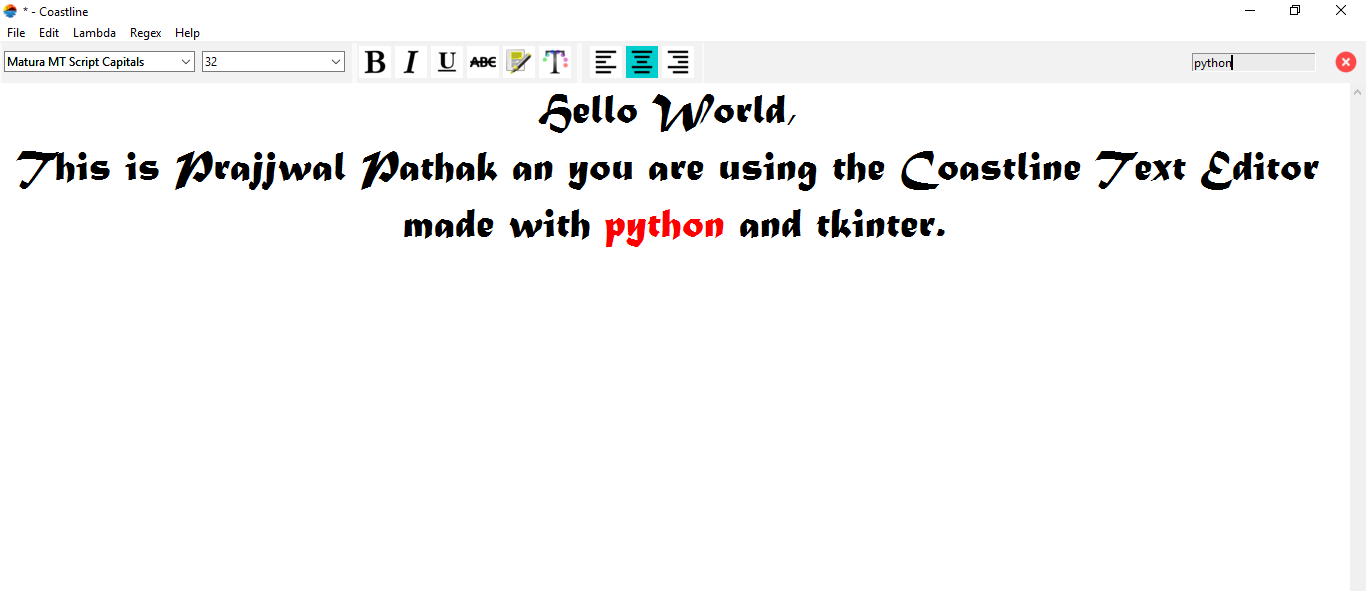 * - Coastline
File Edit Lambda Regex Help
Matura MT Script Capitals 32 B I U ABC T python
Hello World,
This is Prajjwal Pathak an you are using the Coastline Text Editor
made with python and tkinter.